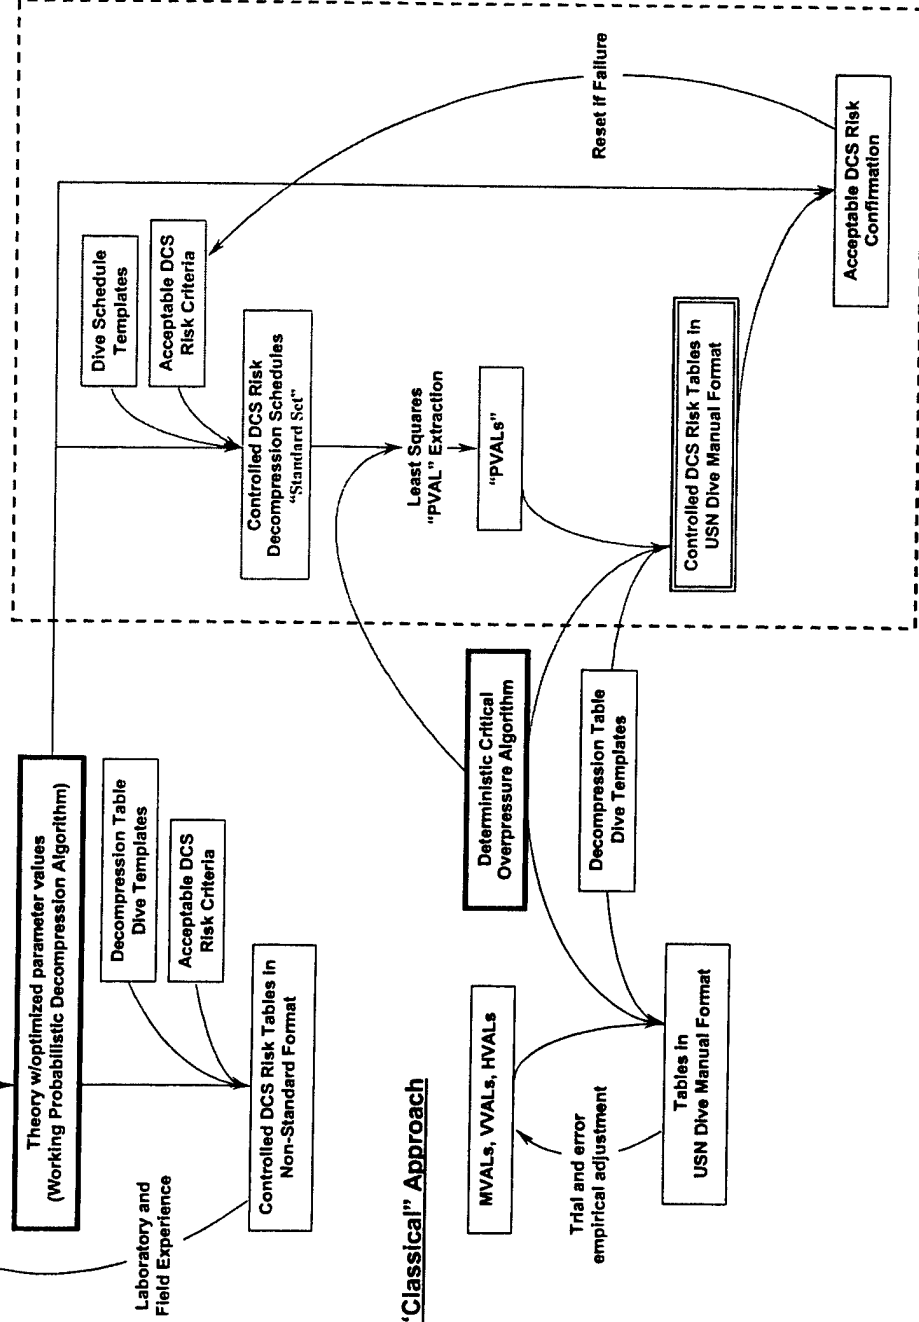 Theory w/optimized parameter values
(Working Probabilistic Decompression Algorithm)
Laboratory and
Field Experience
Decompression Table
Dive Templates
Acceptable DCS
Risk Criteria
Controlled DCS Risk Tables in
Non-Standard Format
Dive Schedule
Templates
Acceptable DCS
Risk Criteria
Controlled DCS Risk
Decompression Schedules
"Standard Set"
Least Squares
"PVAL" Extraction
"PVALs"
Controlled DCS Risk Tables in
USN Dive Manual Format
Reset if Failure
Acceptable DCS Risk
Confirmation
"Classical" Approach
MVALs, VVALs, HVALs
Trial and error
empirical adjustment
Tables in
USN Dive Manual Format
Deterministic Critical
Overpressure Algorithm
Decompression Table
Dive Templates